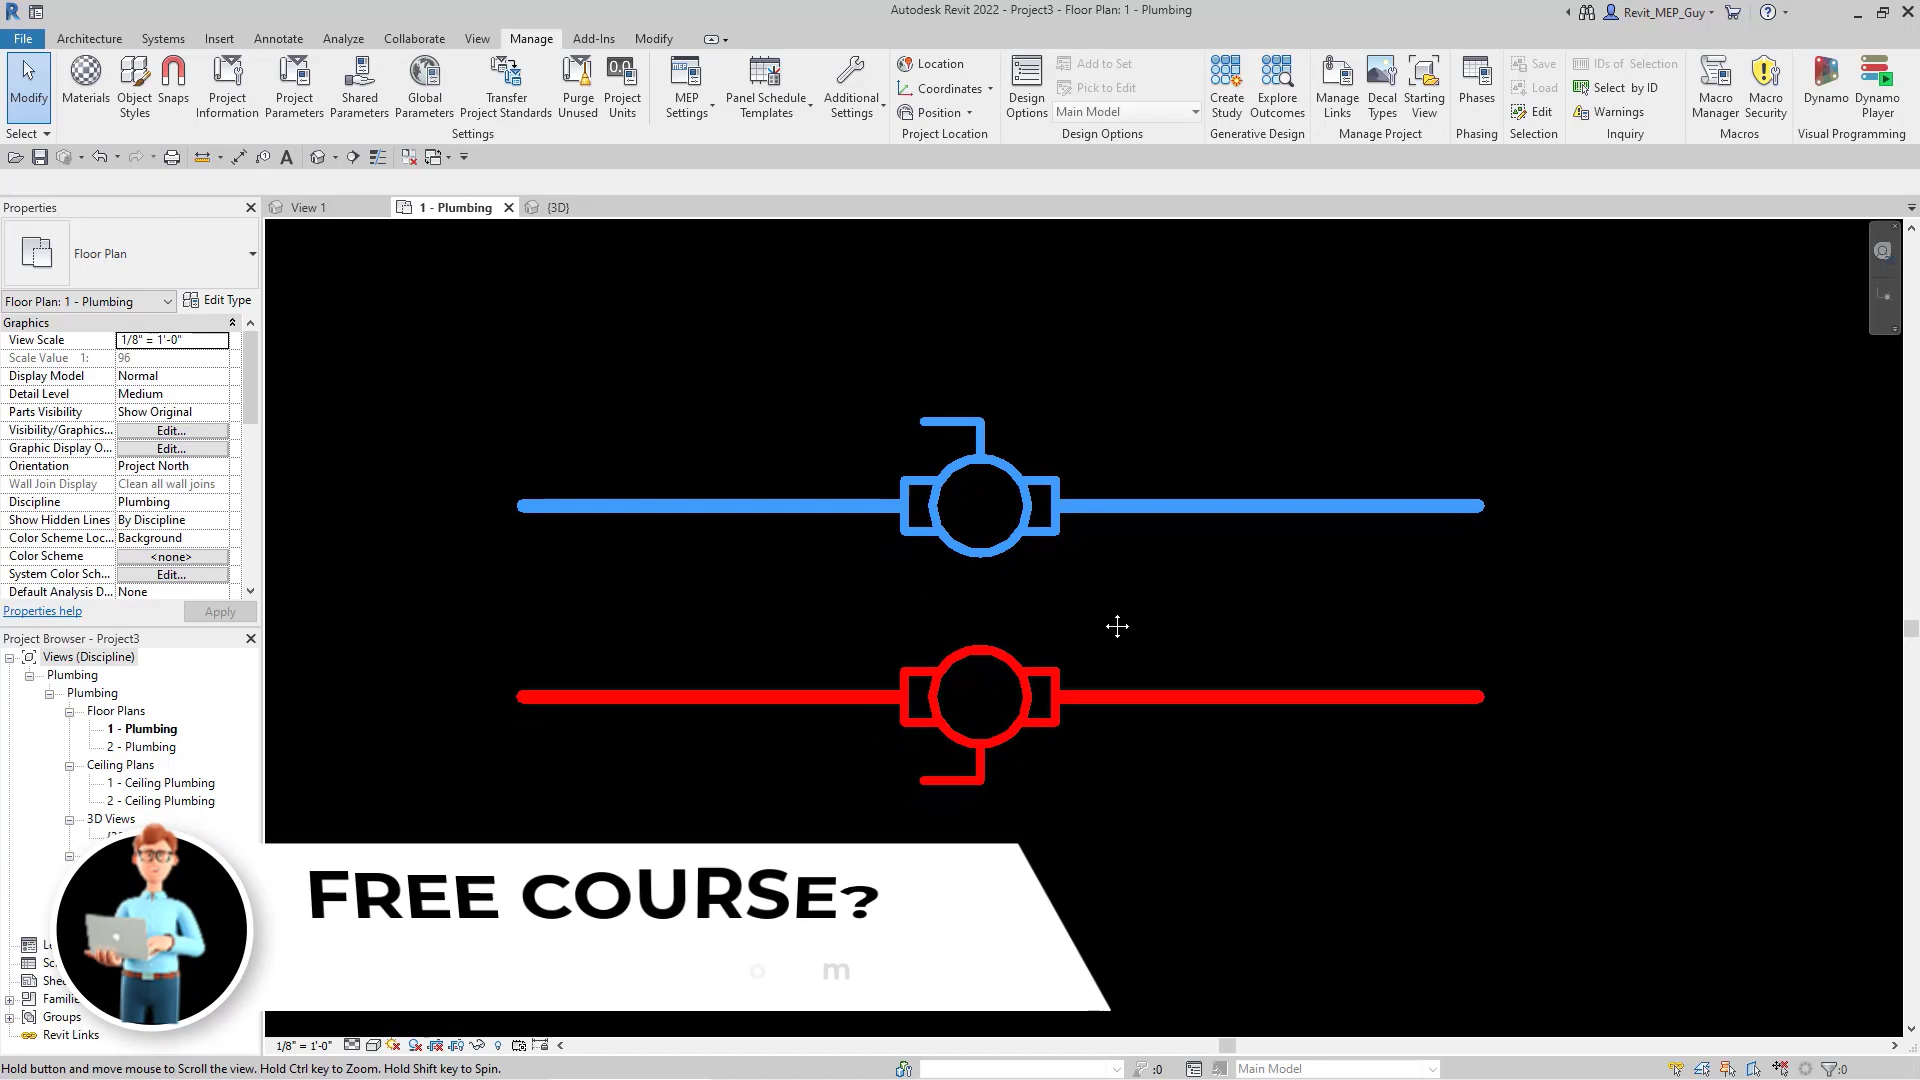 Autodesk Revit 2022 - Project3 - Floor Plan: 1 - Plumbing
Revit_MEP_Guy
File Architecture Systems Insert Annotate Analyze Collaborate View Manage Add-Ins Modify
Modify
Materials
Object Styles
Snaps
Project Information
Project Parameters
Shared Parameters
Global Parameters
Transfer Project Standards
Purge Unused
Project Units
MEP Settings
Panel Schedule Templates
Additional Settings
Location
Coordinates
Position
Design Options
Add to Set
Pick to Edit
Main Model
Create Study
Explore Outcomes
Manage Links
Decal Types
Starting View
Phases
Save
Load
Edit
IDs of Selection
Select by ID
Warnings
Macro Manager
Macro Security
Dynamo
Dynamo Player
Select Settings Project Location Design Options Generative Design Manage Project Phasing Selection Inquiry Macros Visual Programming
Properties
View 1
1 - Plumbing
{3D}
Floor Plan
Floor Plan: 1 - Plumbing Edit Type
Graphics
View Scale 1/8" = 1'-0"
Scale Value 1: 96
Display Model Normal
Detail Level Medium
Parts Visibility Show Original
Visibility/Graphics... Edit...
Graphic Display O... Edit...
Orientation Project North
Wall Join Display Clean all wall joins
Discipline Plumbing
Show Hidden Lines By Discipline
Color Scheme Loc... Background
Color Scheme <none>
System Color Sch... Edit...
Default Analysis D... None
Properties help Apply
Project Browser - Project3
Views (Discipline)
Plumbing
Plumbing
Floor Plans
1 - Plumbing
2 - Plumbing
Ceiling Plans
1 - Ceiling Plumbing
2 - Ceiling Plumbing
3D Views
Groups
Revit Links
FREE COURSE?
o m
1/8" = 1'-0"
Hold button and move mouse to Scroll the view. Hold Ctrl key to Zoom. Hold Shift key to Spin.
:0
Main Model
:0